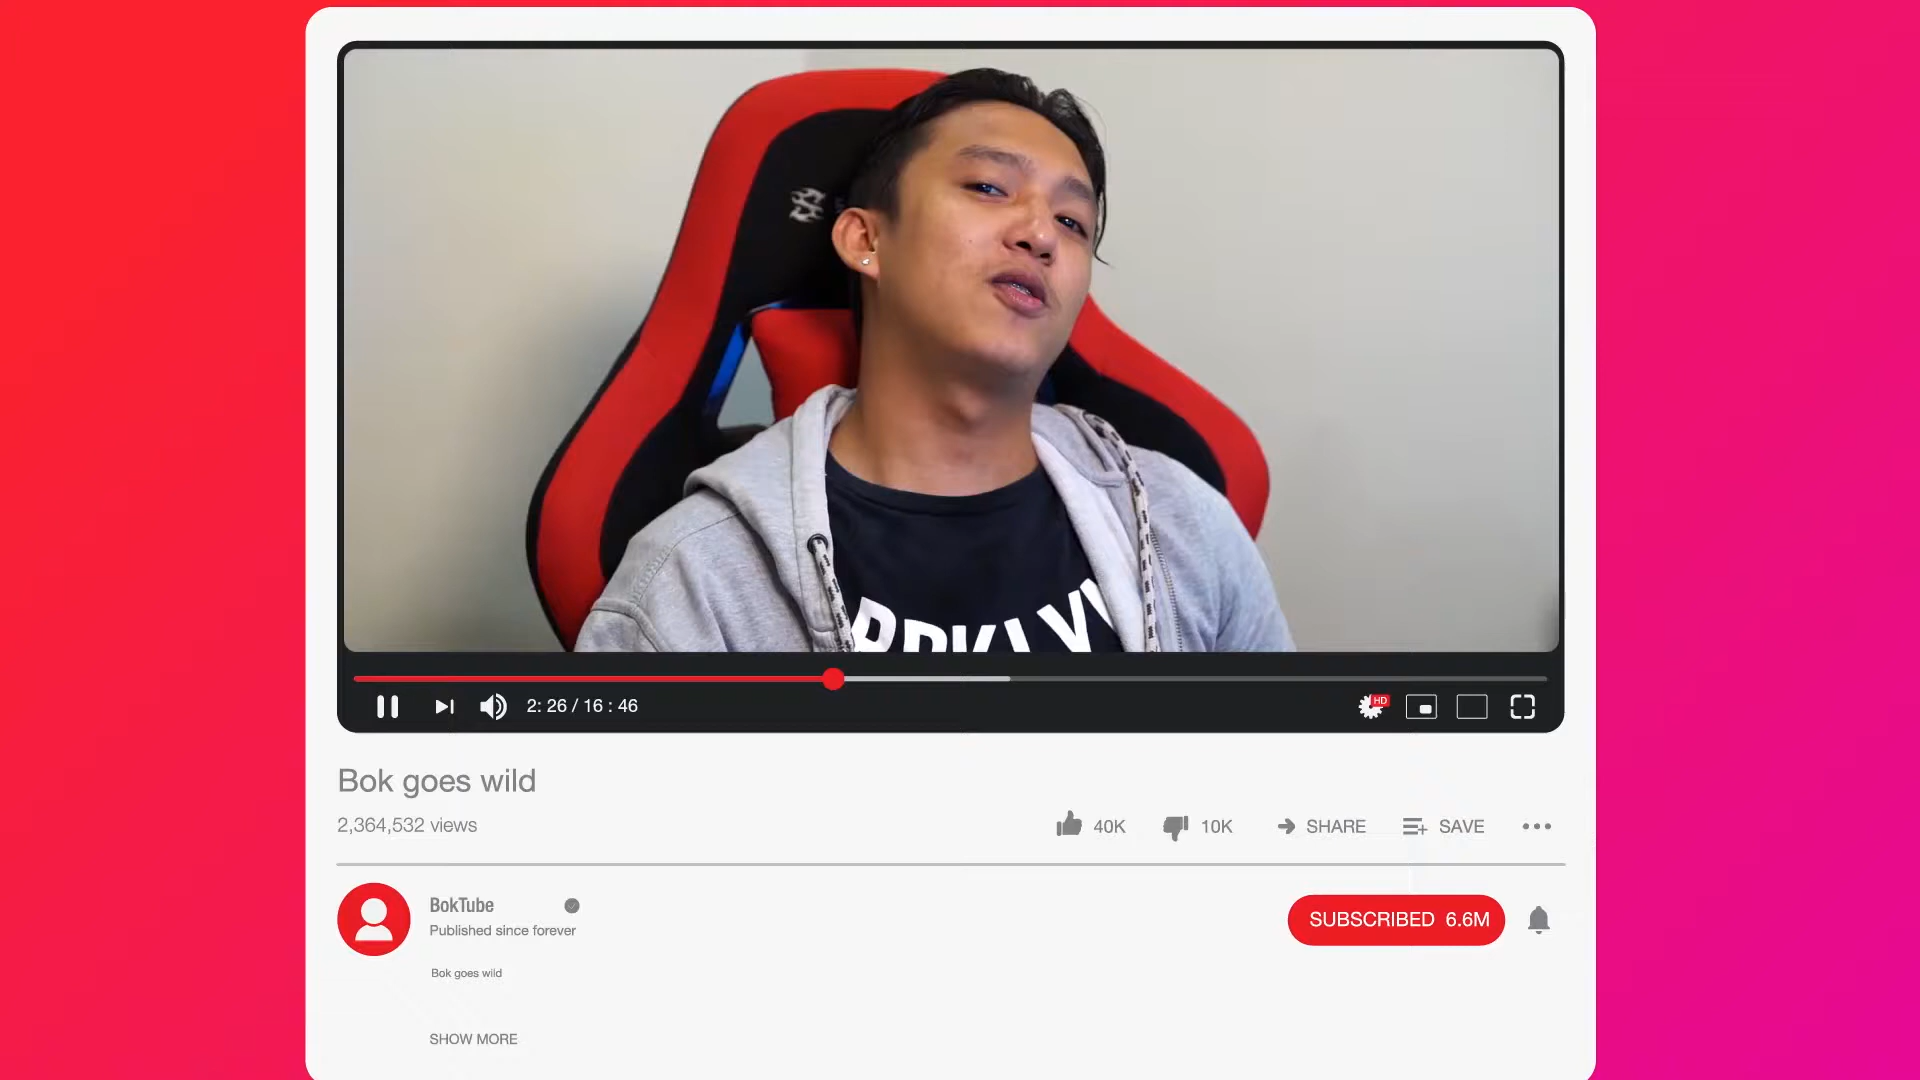 BRKLYN
2: 26 / 16 : 46
HD
Bok goes wild
2,364,532 views
40K
10K
SHARE
SAVE
BokTube
Published since forever
SUBSCRIBED 6.6M
Bok goes wild
SHOW MORE